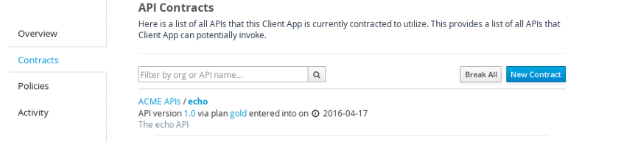 API Contracts
Here is a list of all APIs that this Client App is currently contracted to utilize. This provides a list of all APIs that
Client App can potentially invoke.
Overview
Contracts
Policies
Activity
Filter by org or API name...
Break All
New Contract
ACME APIs / echo
API version 1.0 via plan gold entered into on 2016-04-17
The echo API